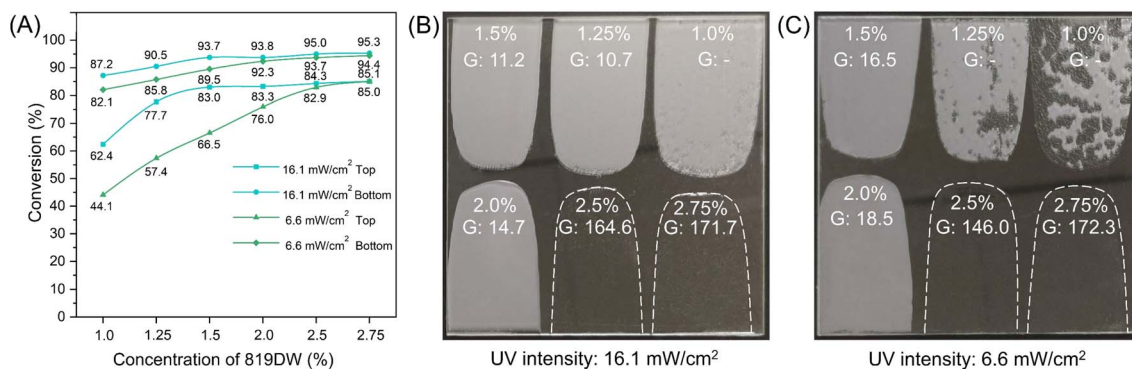 (A)
100
90
80
70
60
50
40
30
20
10
0
Conversion (%)
87.2
90.5
93.7
93.8
95.0
95.3
82.1
85.8
89.5
92.3
93.7
94.4
62.4
77.7
83.0
83.3
84.3
85.1
44.1
57.4
66.5
76.0
82.9
85.0
16.1 mW/cm² Top
16.1 mW/cm² Bottom
6.6 mW/cm² Top
6.6 mW/cm² Bottom
1.0 1.25 1.5 2.0 2.5 2.75
Concentration of 819DW (%)
(B)
1.5% 1.25% 1.0%
G: 11.2 G: 10.7 G: -
2.0% 2.5% 2.75%
G: 14.7 G: 164.6 G: 171.7
UV intensity: 16.1 mW/cm²
(C)
1.5% 1.25% 1.0%
G: 16.5 G: - G: -
2.0% 2.5% 2.75%
G: 18.5 G: 146.0 G: 172.3
UV intensity: 6.6 mW/cm²